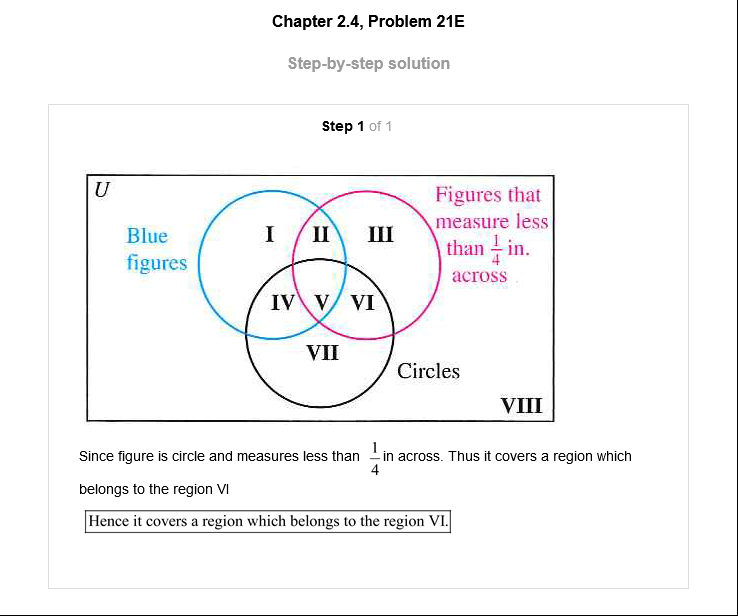 Chapter 2.4, Problem 21E
Step-by-step solution
Step 1 of 1
U
Blue
figures
I
II
III
Figures that
measure less
than 1/4 in.
across
IV
V
VI
VII
Circles
VIII
Since figure is circle and measures less than 1/4 in across. Thus it covers a region which
belongs to the region VI
Hence it covers a region which belongs to the region VI.